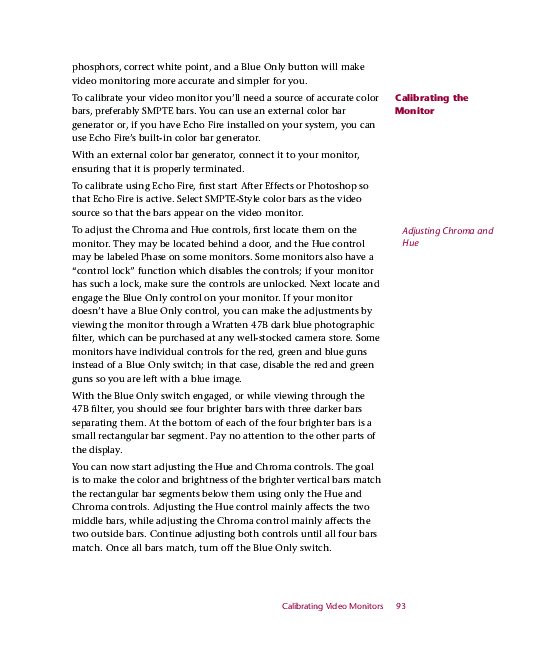 phosphors, correct white point, and a Blue Only button will make
video monitoring more accurate and simpler for you.
Calibrating the
Monitor
To calibrate your video monitor you'll need a source of accurate color
bars, preferably SMPTE bars. You can use an external color bar
generator or, if you have Echo Fire installed on your system, you can
use Echo Fire's built-in color bar generator.
With an external color bar generator, connect it to your monitor,
ensuring that it is properly terminated.
To calibrate using Echo Fire, first start After Effects or Photoshop so
that Echo Fire is active. Select SMPTE-Style color bars as the video
source so that the bars appear on the video monitor.
Adjusting Chroma and
Hue
To adjust the Chroma and Hue controls, first locate them on the
monitor. They may be located behind a door, and the Hue control
may be labeled Phase on some monitors. Some monitors also have a
“control lock” function which disables the controls; if your monitor
has such a lock, make sure the controls are unlocked. Next locate and
engage the Blue Only control on your monitor. If your monitor
doesn't have a Blue Only control, you can make the adjustments by
viewing the monitor through a Wratten 47B dark blue photographic
filter, which can be purchased at any well-stocked camera store. Some
monitors have individual controls for the red, green and blue guns
instead of a Blue Only switch; in that case, disable the red and green
guns so you are left with a blue image.
With the Blue Only switch engaged, or while viewing through the
47B filter, you should see four brighter bars with three darker bars
separating them. At the bottom of each of the four brighter bars is a
small rectangular bar segment. Pay no attention to the other parts of
the display.
You can now start adjusting the Hue and Chroma controls. The goal
is to make the color and brightness of the brighter vertical bars match
the rectangular bar segments below them using only the Hue and
Chroma controls. Adjusting the Hue control mainly affects the two
middle bars, while adjusting the Chroma control mainly affects the
two outside bars. Continue adjusting both controls until all four bars
match. Once all bars match, turn off the Blue Only switch.
Calibrating Video Monitors 93